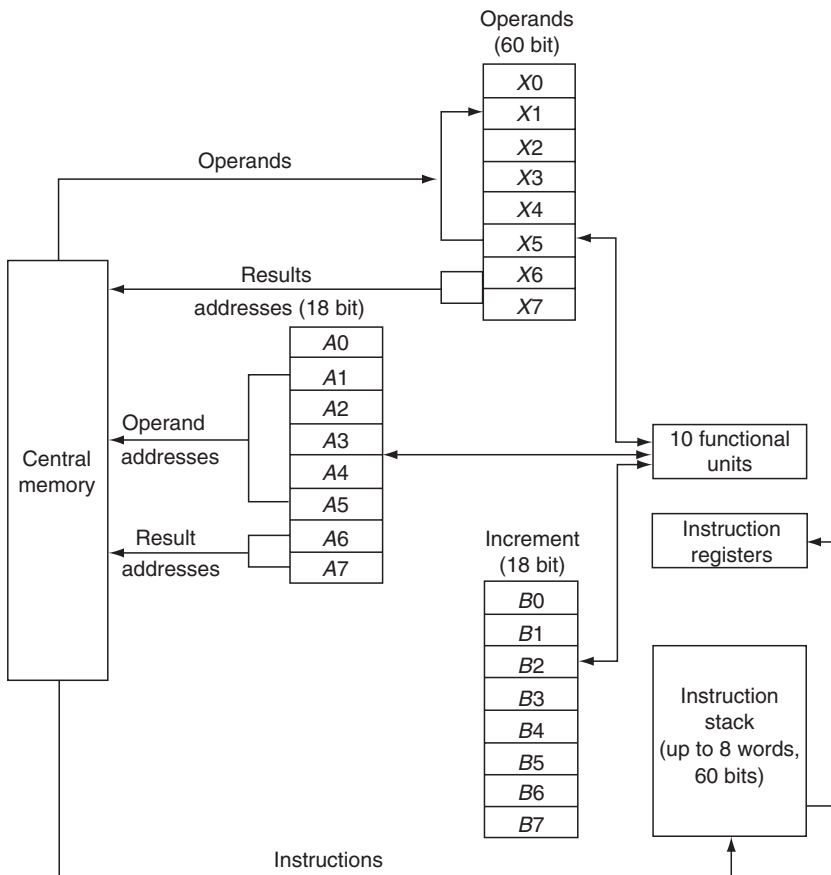 Operands
(60 bit)
X0
X1
X2
X3
X4
X5
X6
X7
Operands
Results
addresses (18 bit)
A0
A1
A2
A3
A4
A5
A6
A7
Operand
addresses
Result
addresses
Central
memory
10 functional
units
Instruction
registers
Increment
(18 bit)
B0
B1
B2
B3
B4
B5
B6
B7
Instruction
stack
(up to 8 words,
60 bits)
Instructions